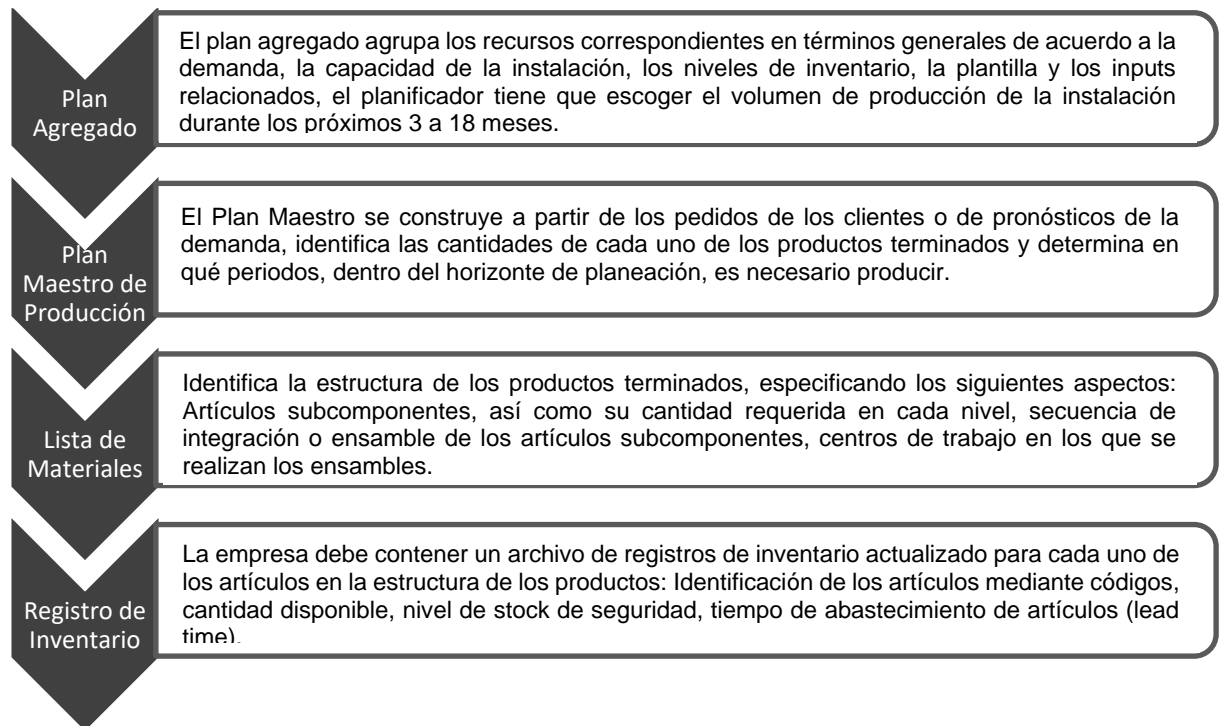 Plan
Agregado
El plan agregado agrupa los recursos correspondientes en términos generales de acuerdo a la
demanda, la capacidad de la instalación, los niveles de inventario, la plantilla y los inputs
relacionados, el planificador tiene que escoger el volumen de producción de la instalación
durante los próximos 3 a 18 meses.
Plan
Maestro de
Producción
El Plan Maestro se construye a partir de los pedidos de los clientes o de pronósticos de la
demanda, identifica las cantidades de cada uno de los productos terminados y determina en
qué periodos, dentro del horizonte de planeación, es necesario producir.
Lista de
Materiales
Identifica la estructura de los productos terminados, especificando los siguientes aspectos:
Artículos subcomponentes, así como su cantidad requerida en cada nivel, secuencia de
integración o ensamble de los artículos subcomponentes, centros de trabajo en los que se
realizan los ensambles.
Registro de
Inventario
La empresa debe contener un archivo de registros de inventario actualizado para cada uno de
los artículos en la estructura de los productos: Identificación de los artículos mediante códigos,
cantidad disponible, nivel de stock de seguridad, tiempo de abastecimiento de artículos (lead
time).